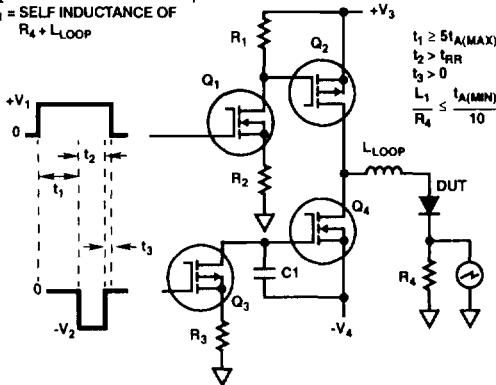 = SELF INDUCTANCE OF
R4 + LLOOP
+V3
R1
Q2
t1 ≥ 5tA(MAX)
t2 > tRR
t3 > 0
L1/R4 ≤ tA(MIN)/10
Q1
+V1
0
t2
t1
t3
R2
LLOOP
DUT
Q4
C1
R4
0
-V2
Q3
R3
-V4